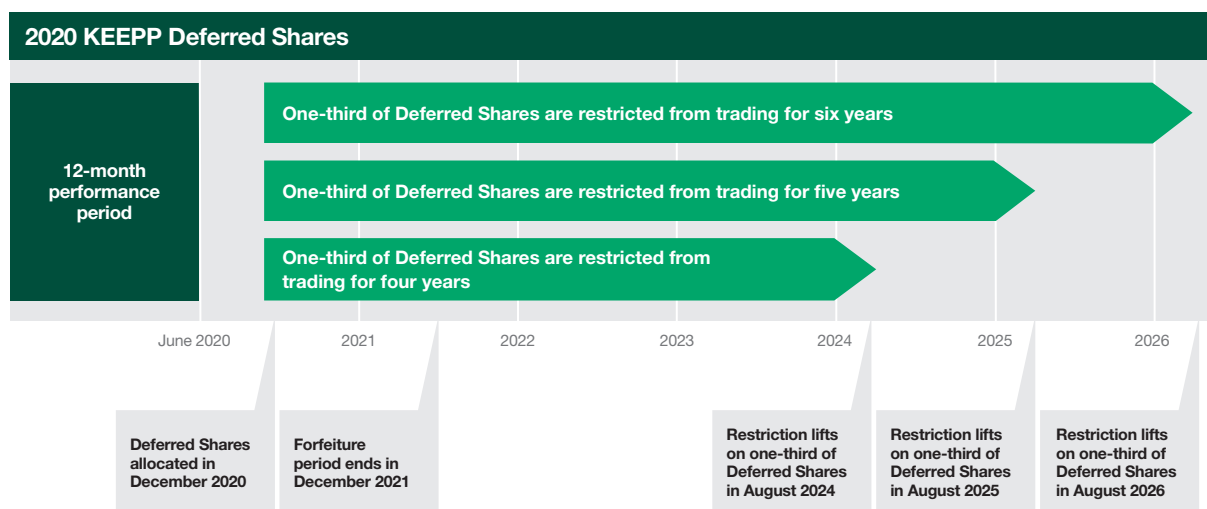 2020 KEEPP Deferred Shares
12-month
performance
period
One-third of Deferred Shares are restricted from trading for six years
One-third of Deferred Shares are restricted from trading for five years
One-third of Deferred Shares are restricted from
trading for four years
June 2020
2021
2022
2023
2024
2025
2026
Deferred Shares
allocated in
December 2020
Forfeiture
period ends in
December 2021
Restriction lifts
on one-third of
Deferred Shares
in August 2024
Restriction lifts
on one-third of
Deferred Shares
in August 2025
Restriction lifts
on one-third of
Deferred Shares
in August 2026